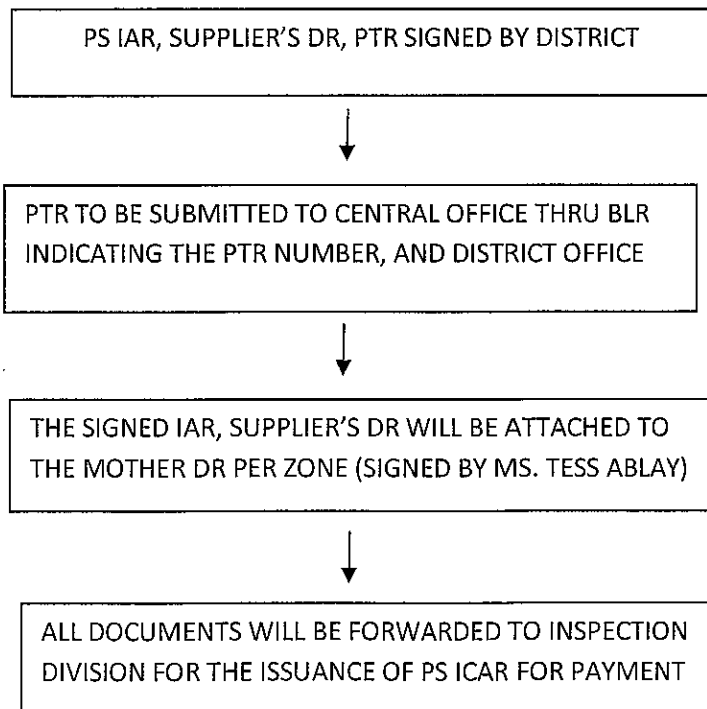 PS IAR, SUPPLIER'S DR, PTR SIGNED BY DISTRICT
PTR TO BE SUBMITTED TO CENTRAL OFFICE THRU BLR
INDICATING THE PTR NUMBER, AND DISTRICT OFFICE
THE SIGNED IAR, SUPPLIER'S DR WILL BE ATTACHED TO
THE MOTHER DR PER ZONE (SIGNED BY MS. TESS ABLAY)
ALL DOCUMENTS WILL BE FORWARDED TO INSPECTION
DIVISION FOR THE ISSUANCE OF PS ICAR FOR PAYMENT